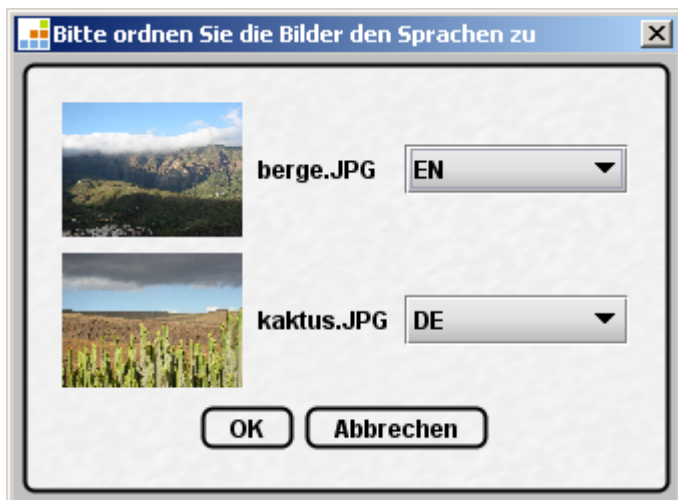 Bitte ordnen Sie die Bilder den Sprachen zu
berge.JPG EN
kaktus.JPG DE
OK Abbrechen